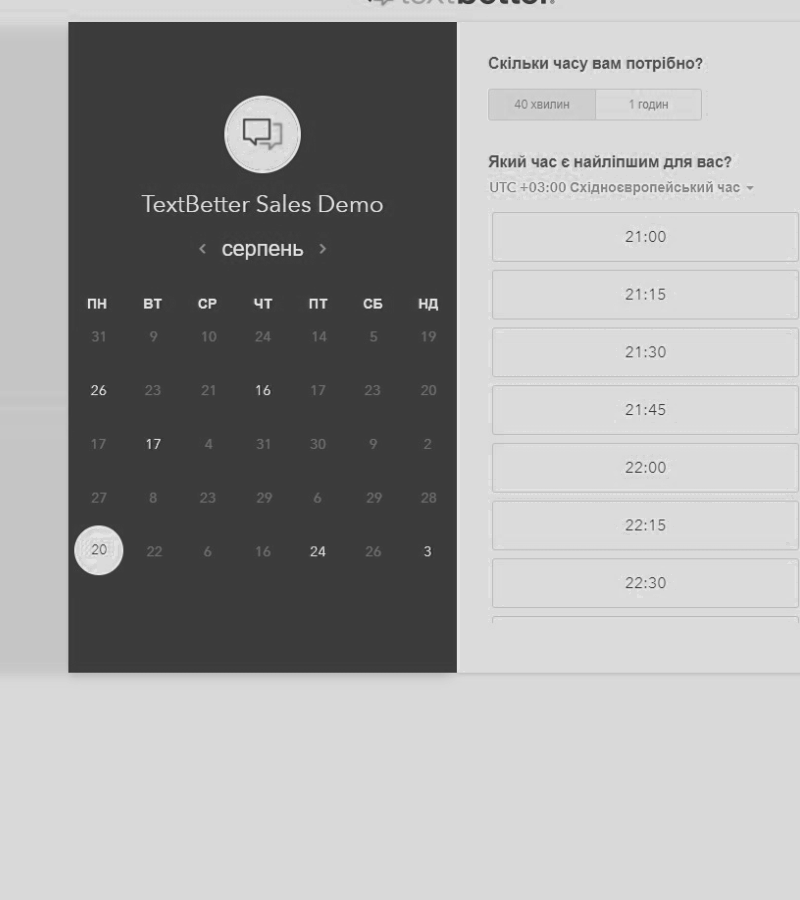 textbetter.
TextBetter Sales Demo
< серпень >
ПН ВТ СР ЧТ ПТ СБ НД
31 9 10 24 14 5 19
26 23 21 16 17 23 20
17 17 4 31 30 9 2
27 8 23 29 6 29 28
20 22 6 16 24 26 3
Скільки часу вам потрібно?
40 хвилин 1 годин
Який час є найліпшим для вас?
UTC +03:00 Східноєвропейський час
21:00
21:15
21:30
21:45
22:00
22:15
22:30